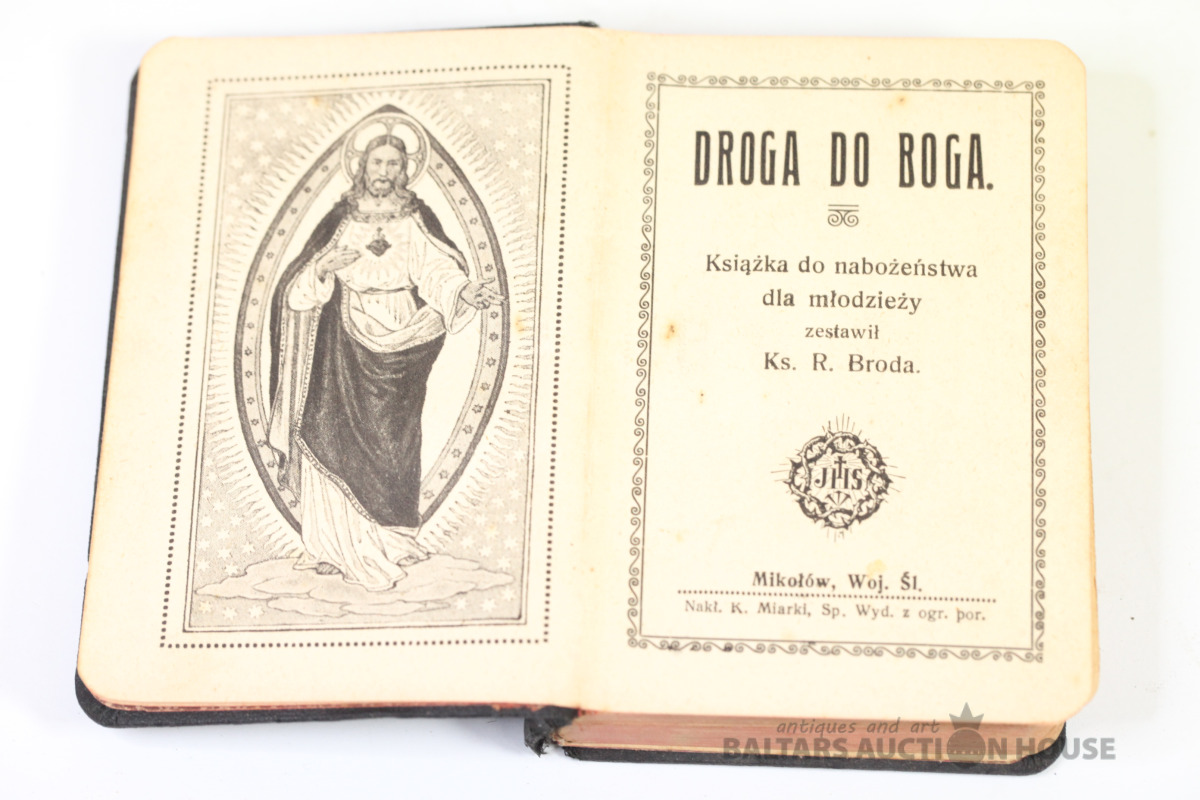 DROGA DO BOGA.
Książka do nabożeństwa
dla młodzieży
zestawił
Ks. R. Broda.
JHS
Mikołów, Woj. Śl.
Nakł. K. Miarki, Sp. Wyd. z ogr. por.
antiques and art
BALTARS AUCTION HOUSE